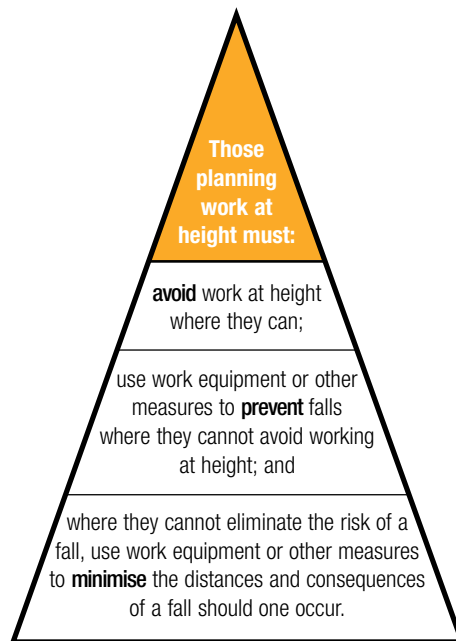 Those
planning
work at
height must:
avoid work at height
where they can;
use work equipment or other
measures to prevent falls
where they cannot avoid working
at height; and
where they cannot eliminate the risk of a
fall, use work equipment or other measures
to minimise the distances and consequences
of a fall should one occur.